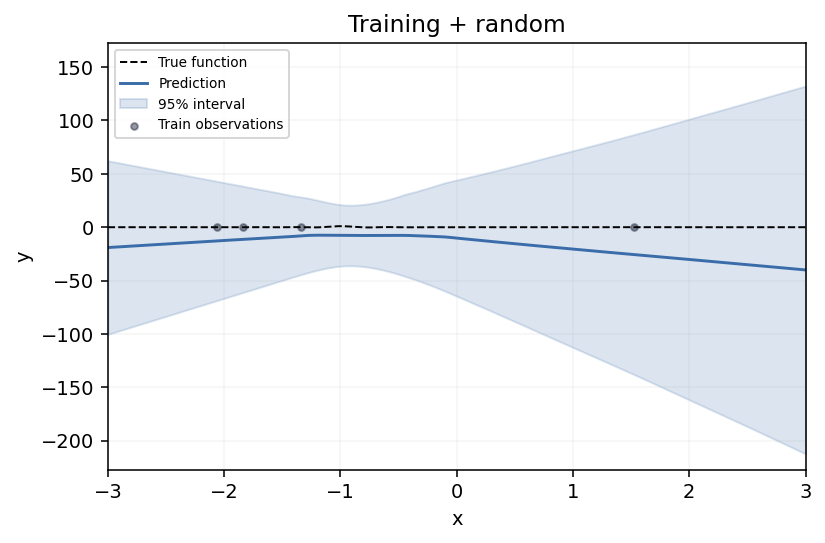 Training + random
True function
Prediction
95% interval
Train observations
150
100
50
0
−50
−100
−150
−200
y
−3 −2 −1 0 1 2 3
x